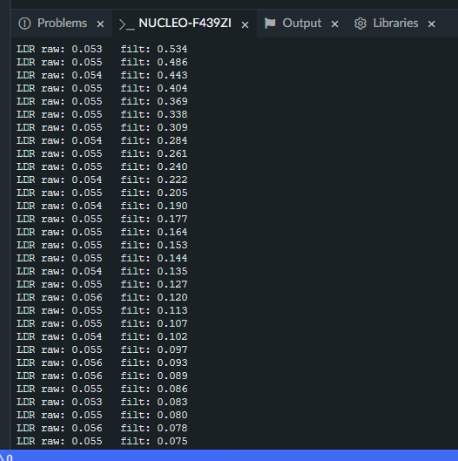 Problems × >_ NUCLEO-F439ZI × Output × Libraries ×
LDR raw: 0.053 filt: 0.534
LDR raw: 0.055 filt: 0.486
LDR raw: 0.054 filt: 0.443
LDR raw: 0.055 filt: 0.404
LDR raw: 0.055 filt: 0.369
LDR raw: 0.055 filt: 0.338
LDR raw: 0.055 filt: 0.309
LDR raw: 0.054 filt: 0.284
LDR raw: 0.055 filt: 0.261
LDR raw: 0.055 filt: 0.240
LDR raw: 0.054 filt: 0.222
LDR raw: 0.055 filt: 0.205
LDR raw: 0.054 filt: 0.190
LDR raw: 0.055 filt: 0.177
LDR raw: 0.055 filt: 0.164
LDR raw: 0.055 filt: 0.153
LDR raw: 0.055 filt: 0.144
LDR raw: 0.054 filt: 0.135
LDR raw: 0.055 filt: 0.127
LDR raw: 0.056 filt: 0.120
LDR raw: 0.055 filt: 0.113
LDR raw: 0.055 filt: 0.107
LDR raw: 0.054 filt: 0.102
LDR raw: 0.055 filt: 0.097
LDR raw: 0.056 filt: 0.093
LDR raw: 0.056 filt: 0.089
LDR raw: 0.055 filt: 0.086
LDR raw: 0.053 filt: 0.083
LDR raw: 0.055 filt: 0.080
LDR raw: 0.056 filt: 0.078
LDR raw: 0.055 filt: 0.075